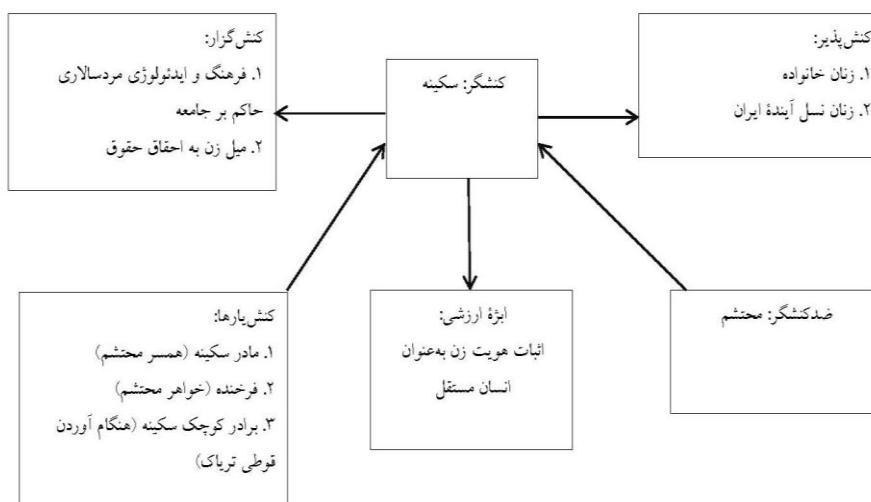 کنش‌پذیر:
۱. زنان خانواده
۲. زنان نسل آیندهٔ ایران
کنشگر: سکینه
کنش‌گزار:
۱. فرهنگ و ایدئولوژی مردسالاری
حاکم بر جامعه
۲. میل زن به احقاق حقوق
ضدکنشگر: محتشم
ابژهٔ ارزشی:
اثبات هویت زن به‌عنوان
انسان مستقل
کنش‌یارها:
۱. مادر سکینه (همسر محتشم)
۲. فرخنده (خواهر محتشم)
۳. برادر کوچک سکینه (هنگام آوردن
قوطی تریاک)